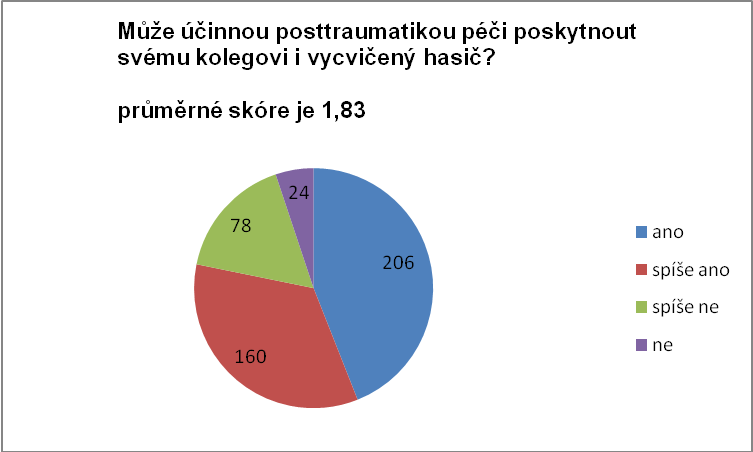 Může účinnou posttraumatikou péči poskytnout
svému kolegovi i vycvičený hasič?
průměrné skóre je 1,83
24
78
206
160
ano
spíše ano
spíše ne
ne